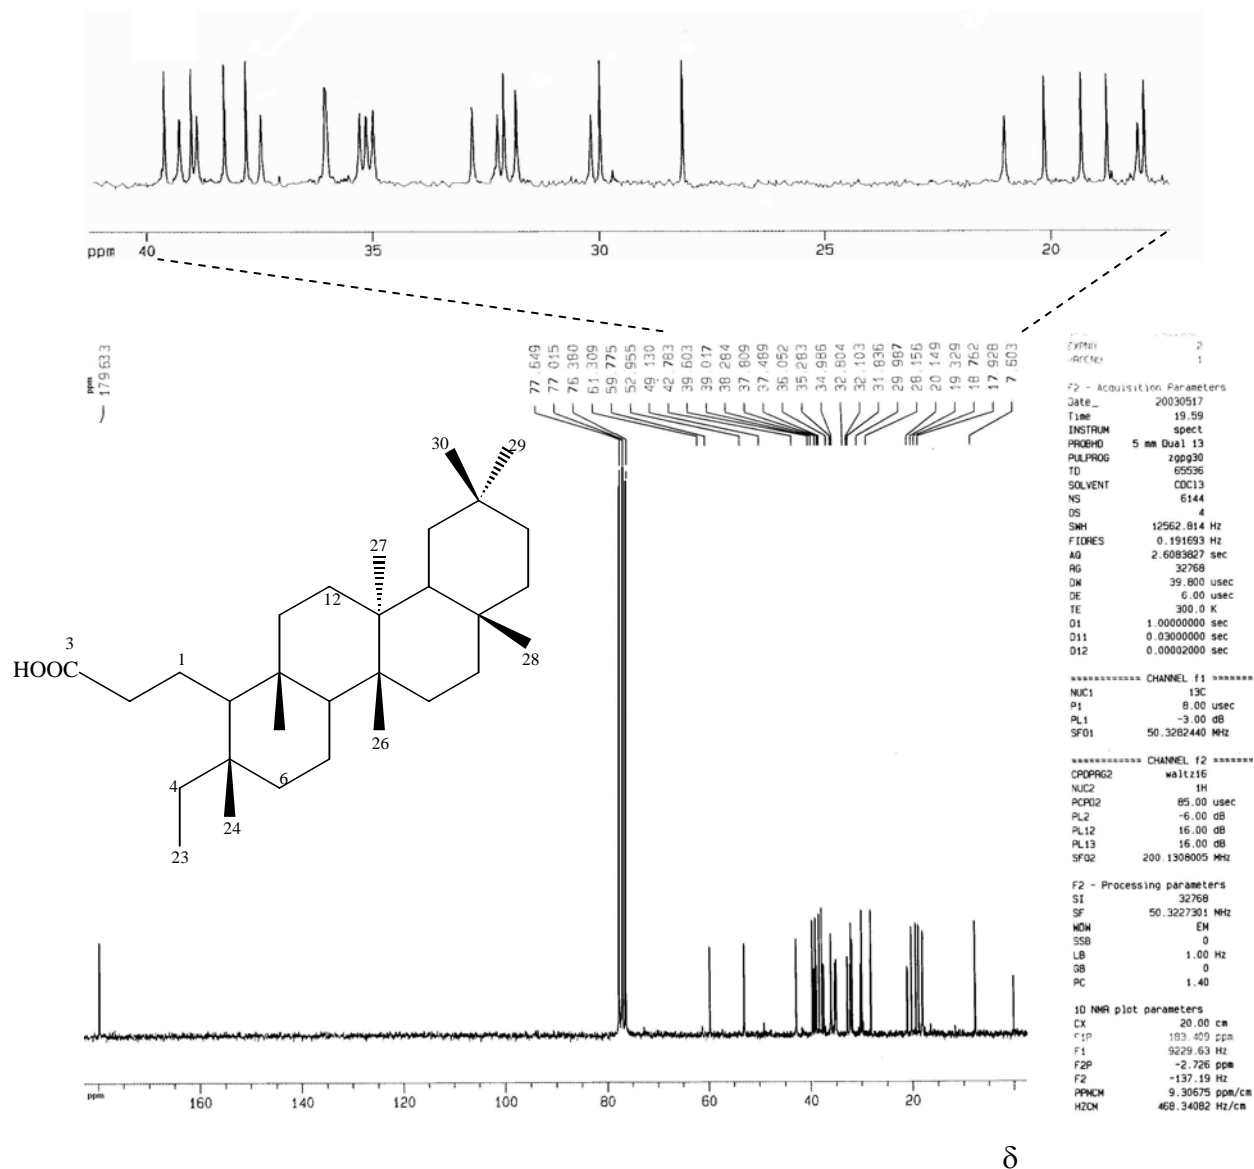 ppm 40 35 30 25 20
ppm
179.633
77.649
77.015
76.380
61.309
59.775
52.955
49.130
42.783
39.603
39.017
38.284
37.809
37.489
36.052
35.283
34.986
32.804
32.103
31.836
29.987
28.156
20.149
19.329
18.762
17.928
7.603
30
29
27
12
3
1
HOOC
28
26
4
6
24
23
EXPNO 2
1
F2 - Acquisition Parameters
Date_ 20030517
Time 19.59
INSTRUM spect
PROBHD 5 mm Dual 13
PULPROG zgpg30
TD 65536
SOLVENT CDCl3
NS 6144
DS 4
SWH 12562.814 Hz
FIDRES 0.191693 Hz
AQ 2.6083827 sec
RG 32768
DW 39.800 usec
DE 6.00 usec
TE 300.0 K
D1 1.00000000 sec
D11 0.03000000 sec
D12 0.00002000 sec
============ CHANNEL f1 ========
NUC1 13C
P1 8.00 usec
PL1 -3.00 dB
SFO1 50.3282440 MHz
============ CHANNEL f2 ========
CPDPRG2 waltz16
NUC2 1H
PCPD2 85.00 usec
PL2 -6.00 dB
PL12 16.00 dB
PL13 16.00 dB
SFO2 200.1308005 MHz
F2 - Processing parameters
SI 32768
SF 50.3227301 MHz
WDW EM
SSB 0
LB 1.00 Hz
GB 0
PC 1.40
1D NMR plot parameters
CX 20.00 cm
F1P 183.409 ppm
F1 9229.63 Hz
F2P -2.726 ppm
F2 -137.19 Hz
PPMCM 9.30675 ppm/cm
HZCM 468.34082 Hz/cm
ppm 160 140 120 100 80 60 40 20
δ